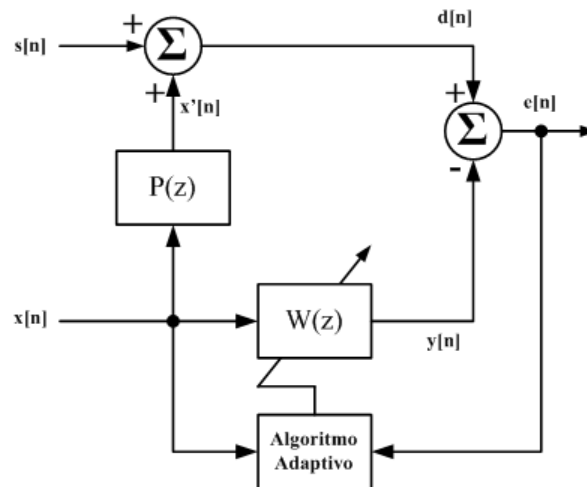 d[n]
+
s[n]
Σ
+
x'[n]
+
e[n]
Σ
-
P(z)
x[n]
W(z)
y[n]
Algoritmo
Adaptivo